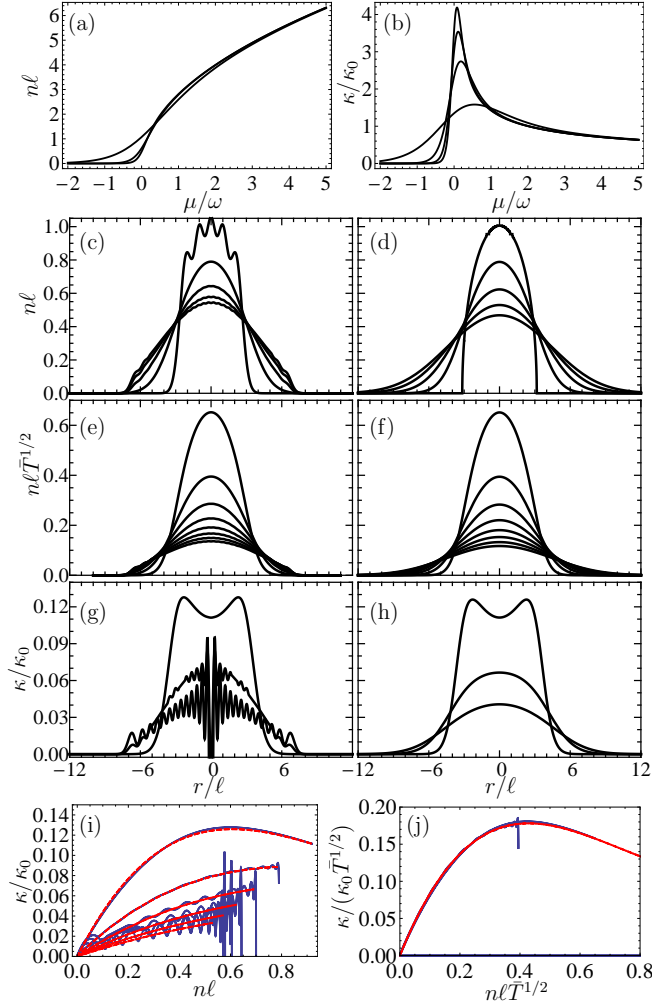 (a) (b)
nℓ κ/κ₀
6 5 4 3 2 1 0
4 3 2 1 0
−2 −1 0 1 2 3 4 5 −2 −1 0 1 2 3 4 5
μ/ω μ/ω
(c) (d)
nℓ
1.0 0.8 0.6 0.4 0.2 0.0
(e) (f)
nℓT̄^{1/2}
0.6 0.4 0.2 0.0
(g) (h)
κ/κ₀
0.12 0.09 0.06 0.03 0.00
−12 −6 0 6 −12 −6 0 6 12
r/ℓ r/ℓ
(i) (j)
κ/κ₀ κ/(κ₀T̄^{1/2})
0.14 0.12 0.10 0.08 0.06 0.04 0.02 0.00
0.20 0.15 0.10 0.05 0.00
0.0 0.2 0.4 0.6 0.8 0.0 0.2 0.4 0.6 0.8
nℓ nℓT̄^{1/2}